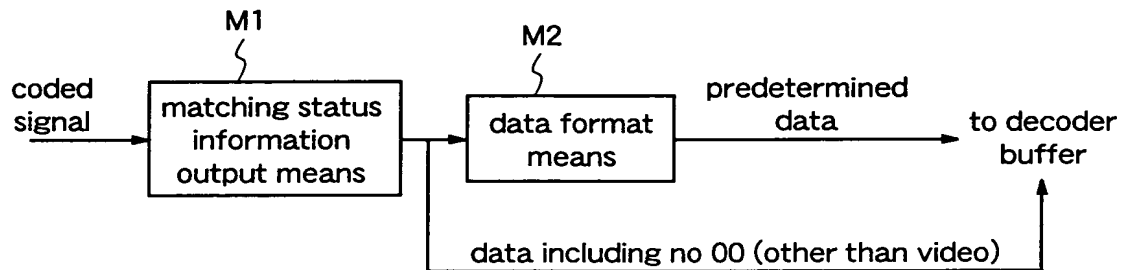 M1
M2
coded
signal
matching status
information
output means
data format
means
predetermined
data
to decoder
buffer
data including no 00 (other than video)